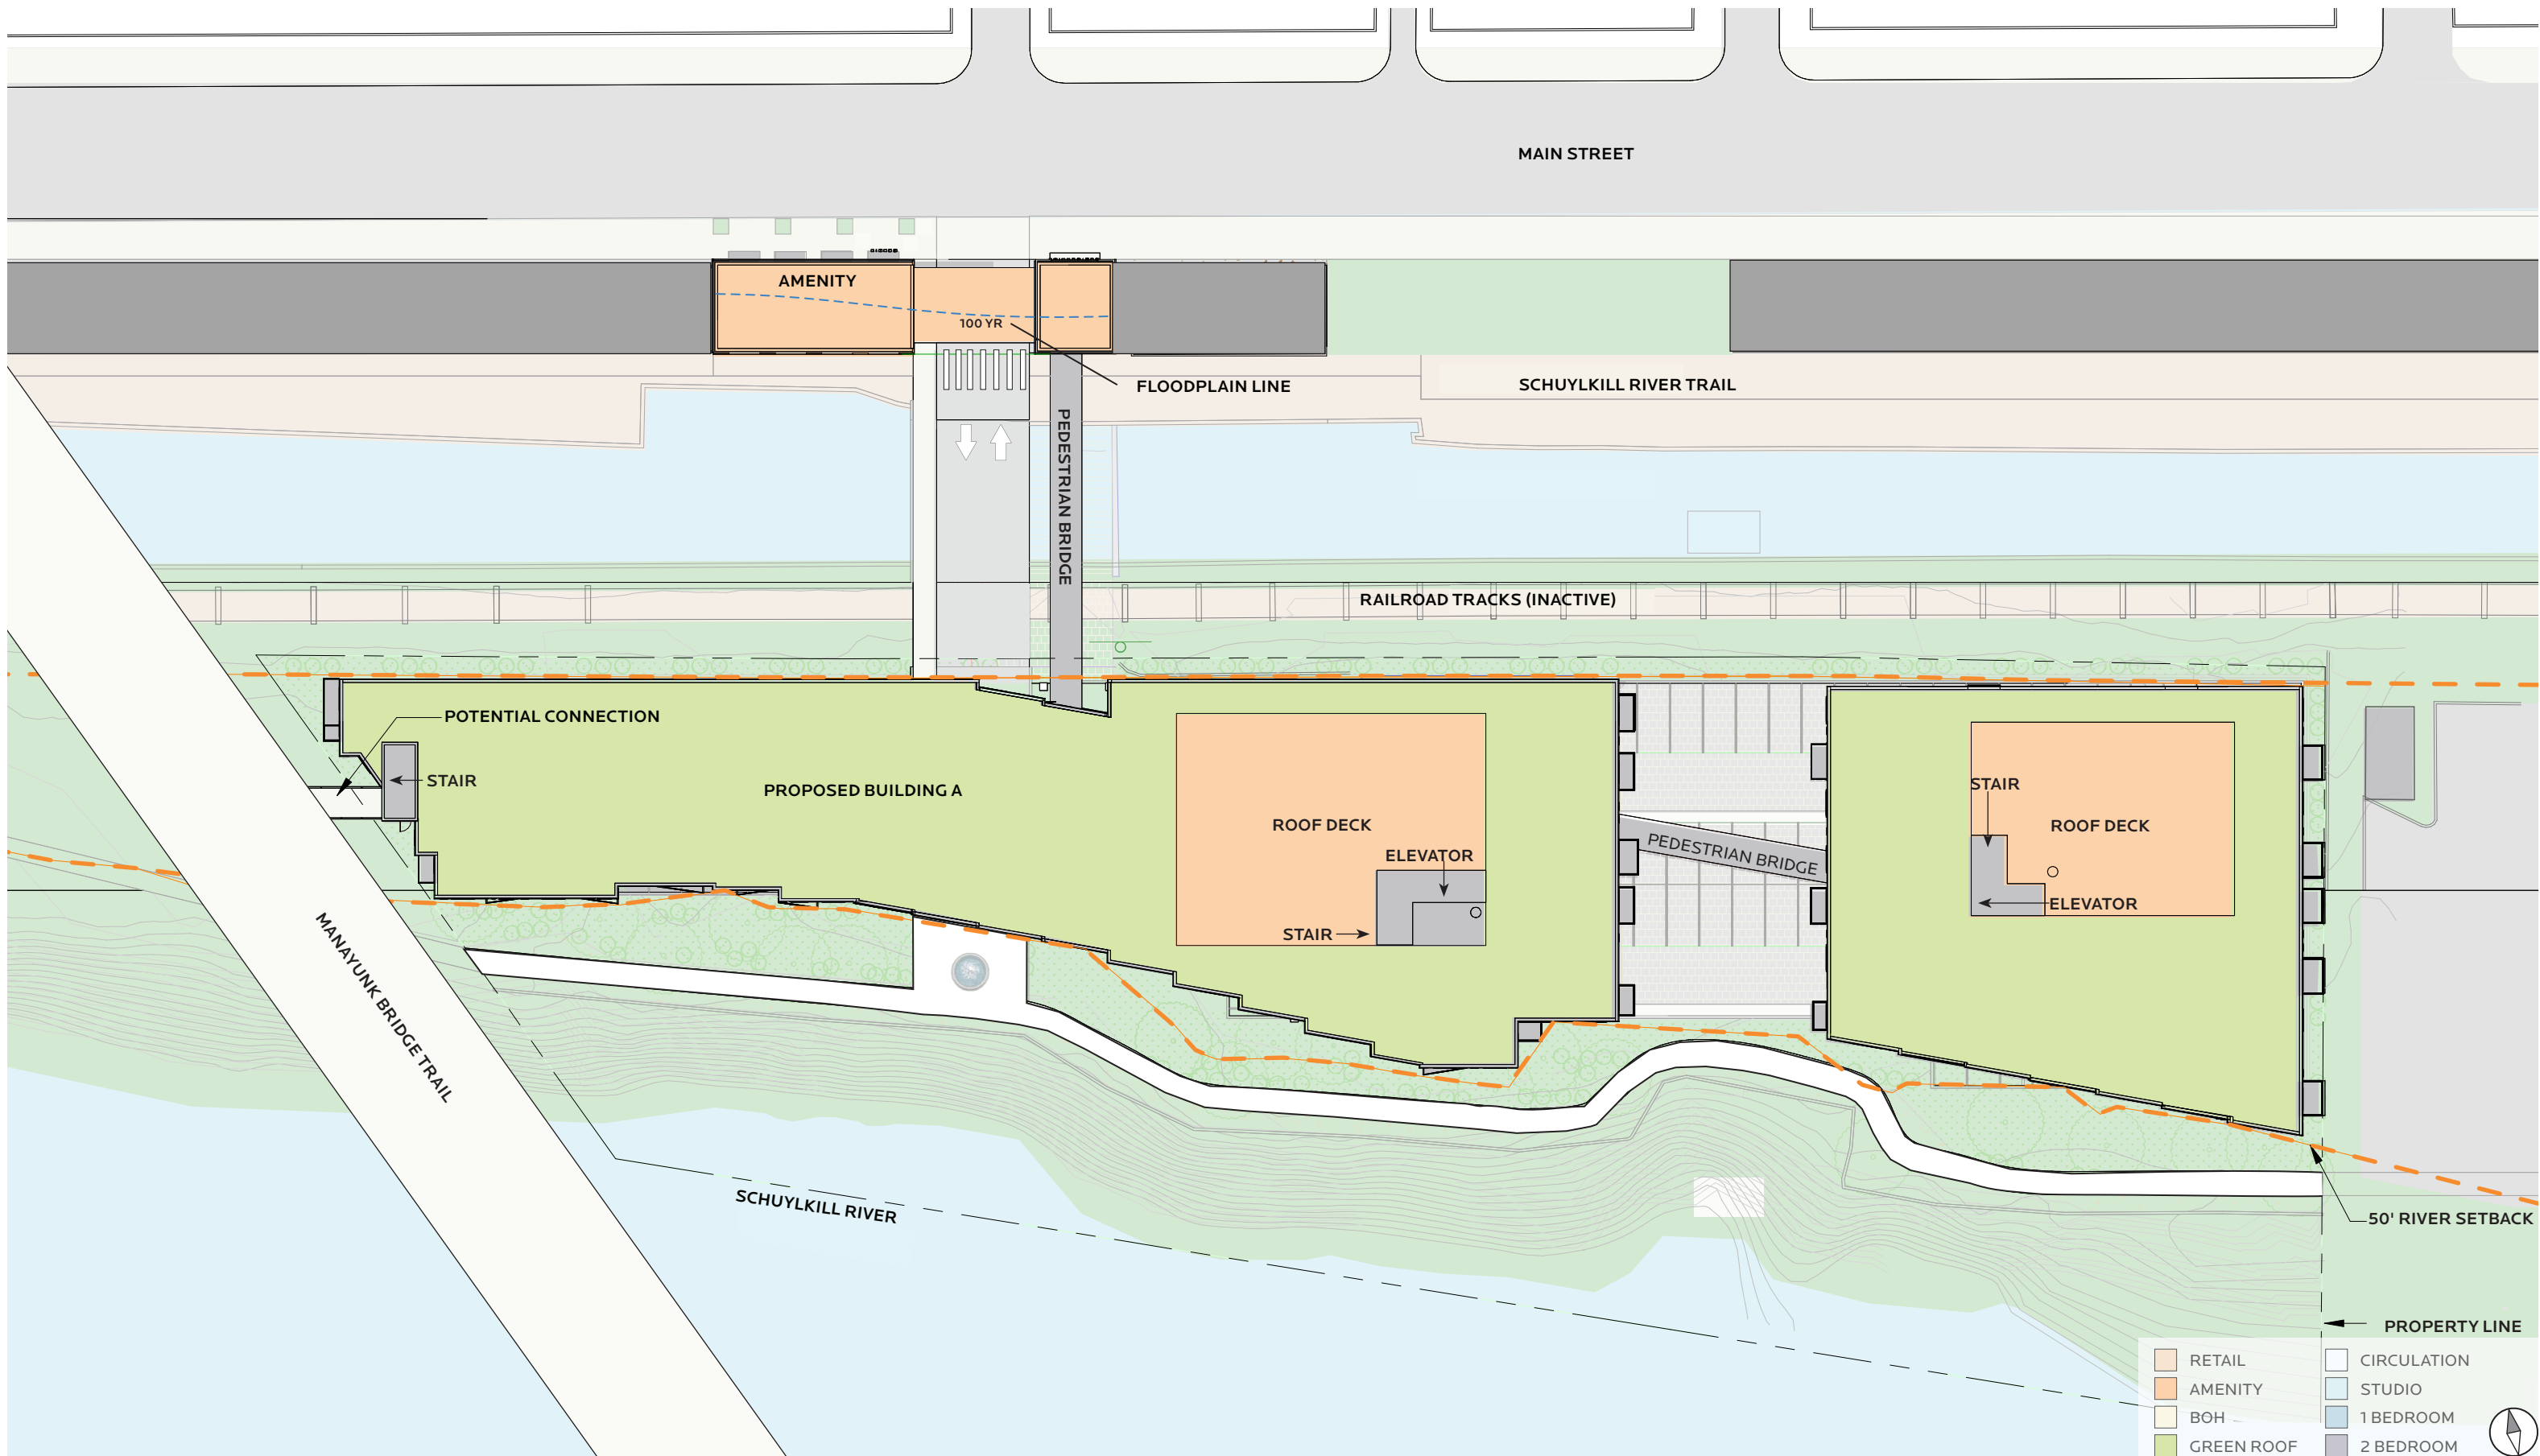 MAIN STREET
AMENITY
100 YR
FLOODPLAIN LINE
SCHUYLKILL RIVER TRAIL
PEDESTRIAN BRIDGE
RAILROAD TRACKS (INACTIVE)
POTENTIAL CONNECTION
STAIR
PROPOSED BUILDING A
ROOF DECK
ELEVATOR
STAIR
PEDESTRIAN BRIDGE
STAIR
ROOF DECK
ELEVATOR
MANAYUNK BRIDGE TRAIL
SCHUYLKILL RIVER
50' RIVER SETBACK
PROPERTY LINE
RETAIL
AMENITY
BOH
GREEN ROOF
CIRCULATION
STUDIO
1 BEDROOM
2 BEDROOM